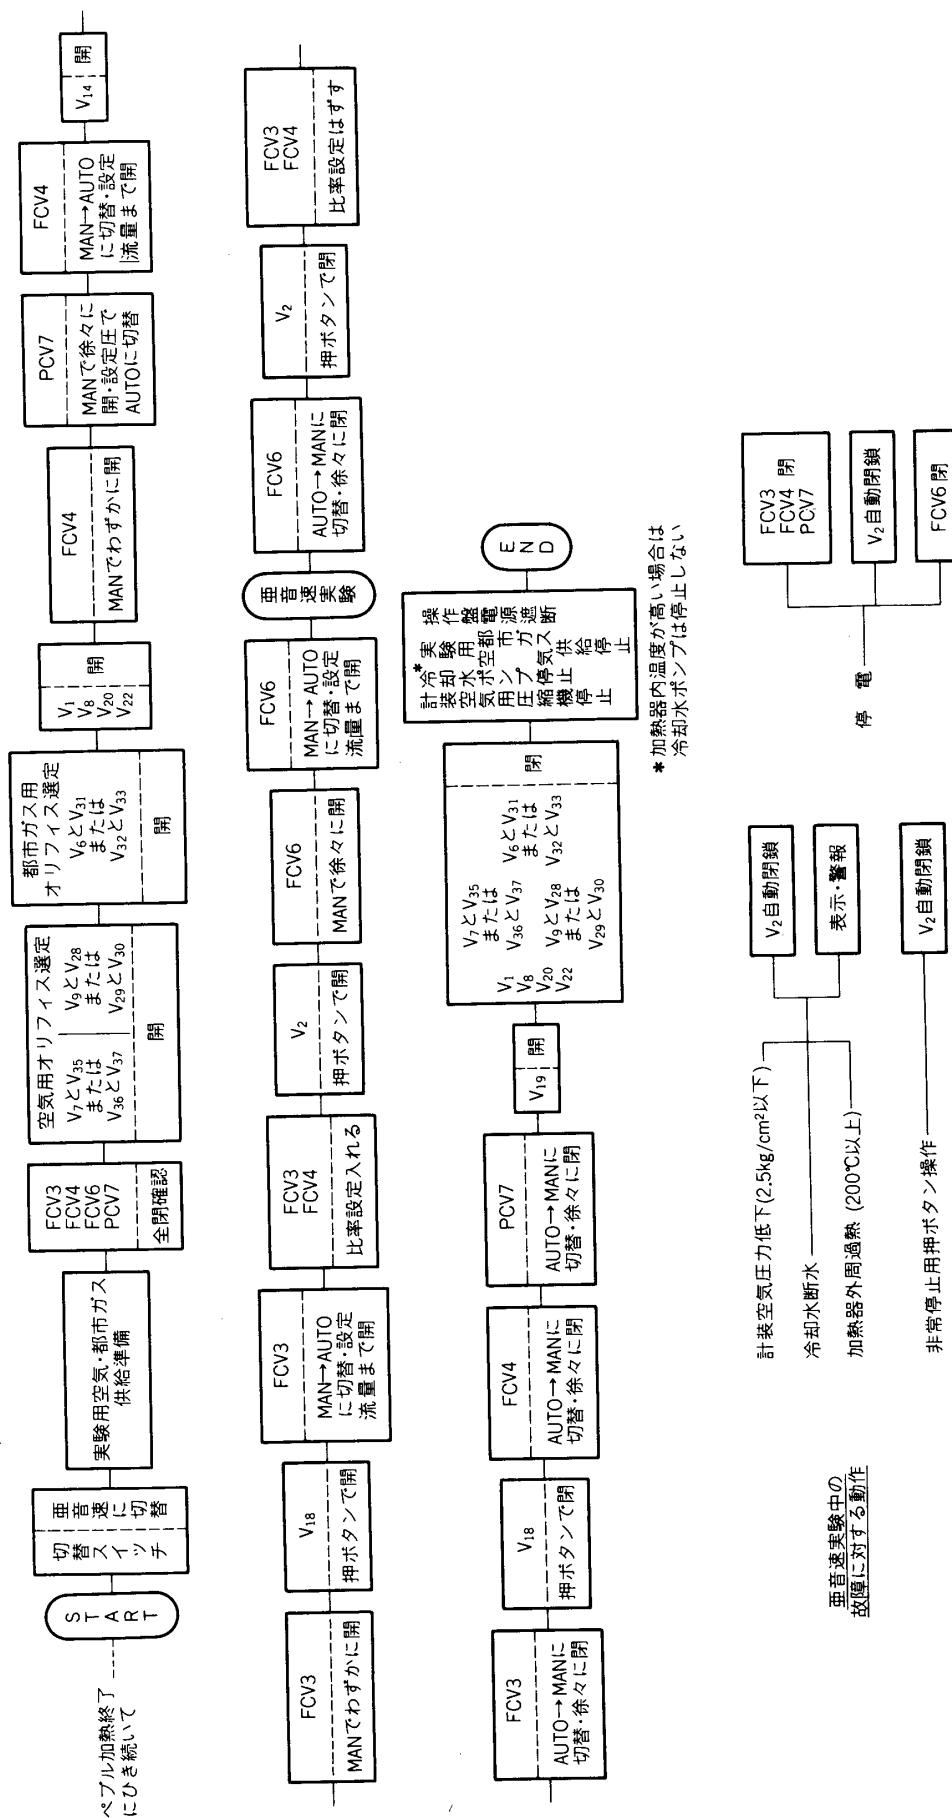 ペブル加熱終了
にひき続いて
START
切替スイッチ
亜音速に切替
実験用空気・都市ガス
供給準備
FCV3
FCV4
FCV6
PCV7
全閉確認
空気用オリフィス選定
V7とV35
または
V36とV37
V9とV28
または
V29とV30
開
都市ガス用
オリフィス選定
V6とV31
または
V32とV33
開
V1
V8
V20
V22
開
FCV4
MANでわずかに開
PCV7
MANで徐々に
開・設定圧で
AUTOに切替
FCV4
MAN→AUTO
に切替・設定
流量まで開
V14
開
FCV3
MANでわずかに開
V18
押ボタンで開
FCV3
MAN→AUTO
に切替・設定
流量まで開
FCV3
FCV4
比率設定入れる
V2
押ボタンで開
FCV6
MANで徐々に開
FCV6
MAN→AUTO
に切替・設定
流量まで開
亜音速実験
FCV6
AUTO→MANに
切替・徐々に閉
V2
押ボタンで閉
FCV3
FCV4
比率設定はずす
FCV3
AUTO→MANに
切替・徐々に閉
V18
押ボタンで閉
FCV4
AUTO→MANに
切替・徐々に閉
PCV7
AUTO→MANに
切替・徐々に閉
V19
開
V1
V8
V20
V22
V7とV35
または
V36とV37
V9とV28
または
V29とV30
V6とV31
または
V32とV33
閉
計装空気用圧縮機停止
冷却水ポンプ停止*
実験用空気
都市ガス供給停止
操作盤電源遮断
END
*加熱器内温度が高い場合は
冷却水ポンプは停止しない
亜音速実験中の
故障に対する動作
計装空気圧力低下(2.5kg/cm²以下)
冷却水断水
加熱器外周過熱(200℃以上)
V2自動閉鎖
表示・警報
非常停止用押ボタン操作
V2自動閉鎖
停電
FCV3
FCV4
PCV7
閉
V2自動閉鎖
FCV6閉